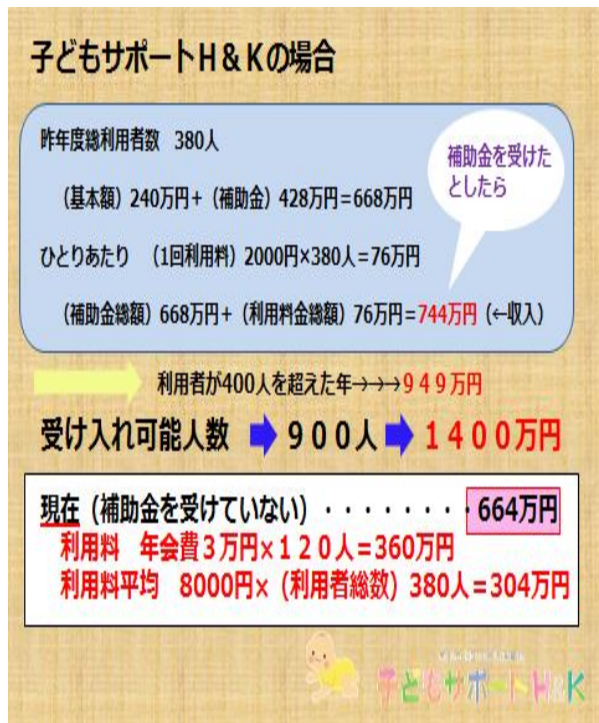 子どもサポートH＆Kの場合
昨年度總利用者数　380人
補助金を受けた
としたら
（基本額）240万円＋（補助金）428万円＝668万円
ひとりあたり　（1回利用料）2000円×380人＝76万円
（補助金總額）668万円＋（利用料金總額）76万円＝744万円（←収入）
利用者が400人を超えた年→→→９４９万円
受け入れ可能人数 ９００人 １４００万円
現在（補助金を受けていない）・・・・・・・664万円
利用料　年会費３万円×１２０人＝360万円
利用料平均　8000円×（利用者総数）380人＝304万円
子どもサポートH&K